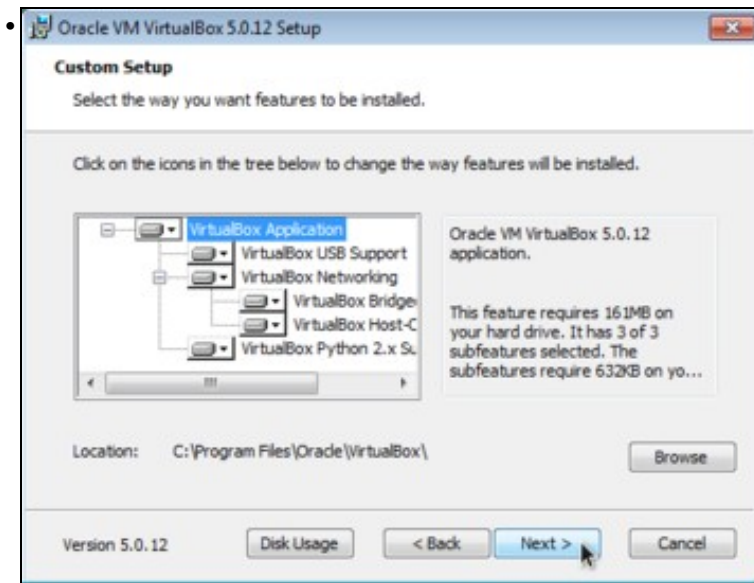 Oracle VM VirtualBox 5.0.12 Setup
Custom Setup
Select the way you want features to be installed.
Click on the icons in the tree below to change the way features will be installed.
VirtualBox Application
VirtualBox USB Support
VirtualBox Networking
VirtualBox Bridge
VirtualBox Host-C
VirtualBox Python 2.x Su
Oracle VM VirtualBox 5.0.12
application.
This feature requires 161MB on
your hard drive. It has 3 of 3
subfeatures selected. The
subfeatures require 632KB on yo...
Location: C:\Program Files\Oracle\VirtualBox\
Browse
Version 5.0.12
Disk Usage
< Back
Next >
Cancel